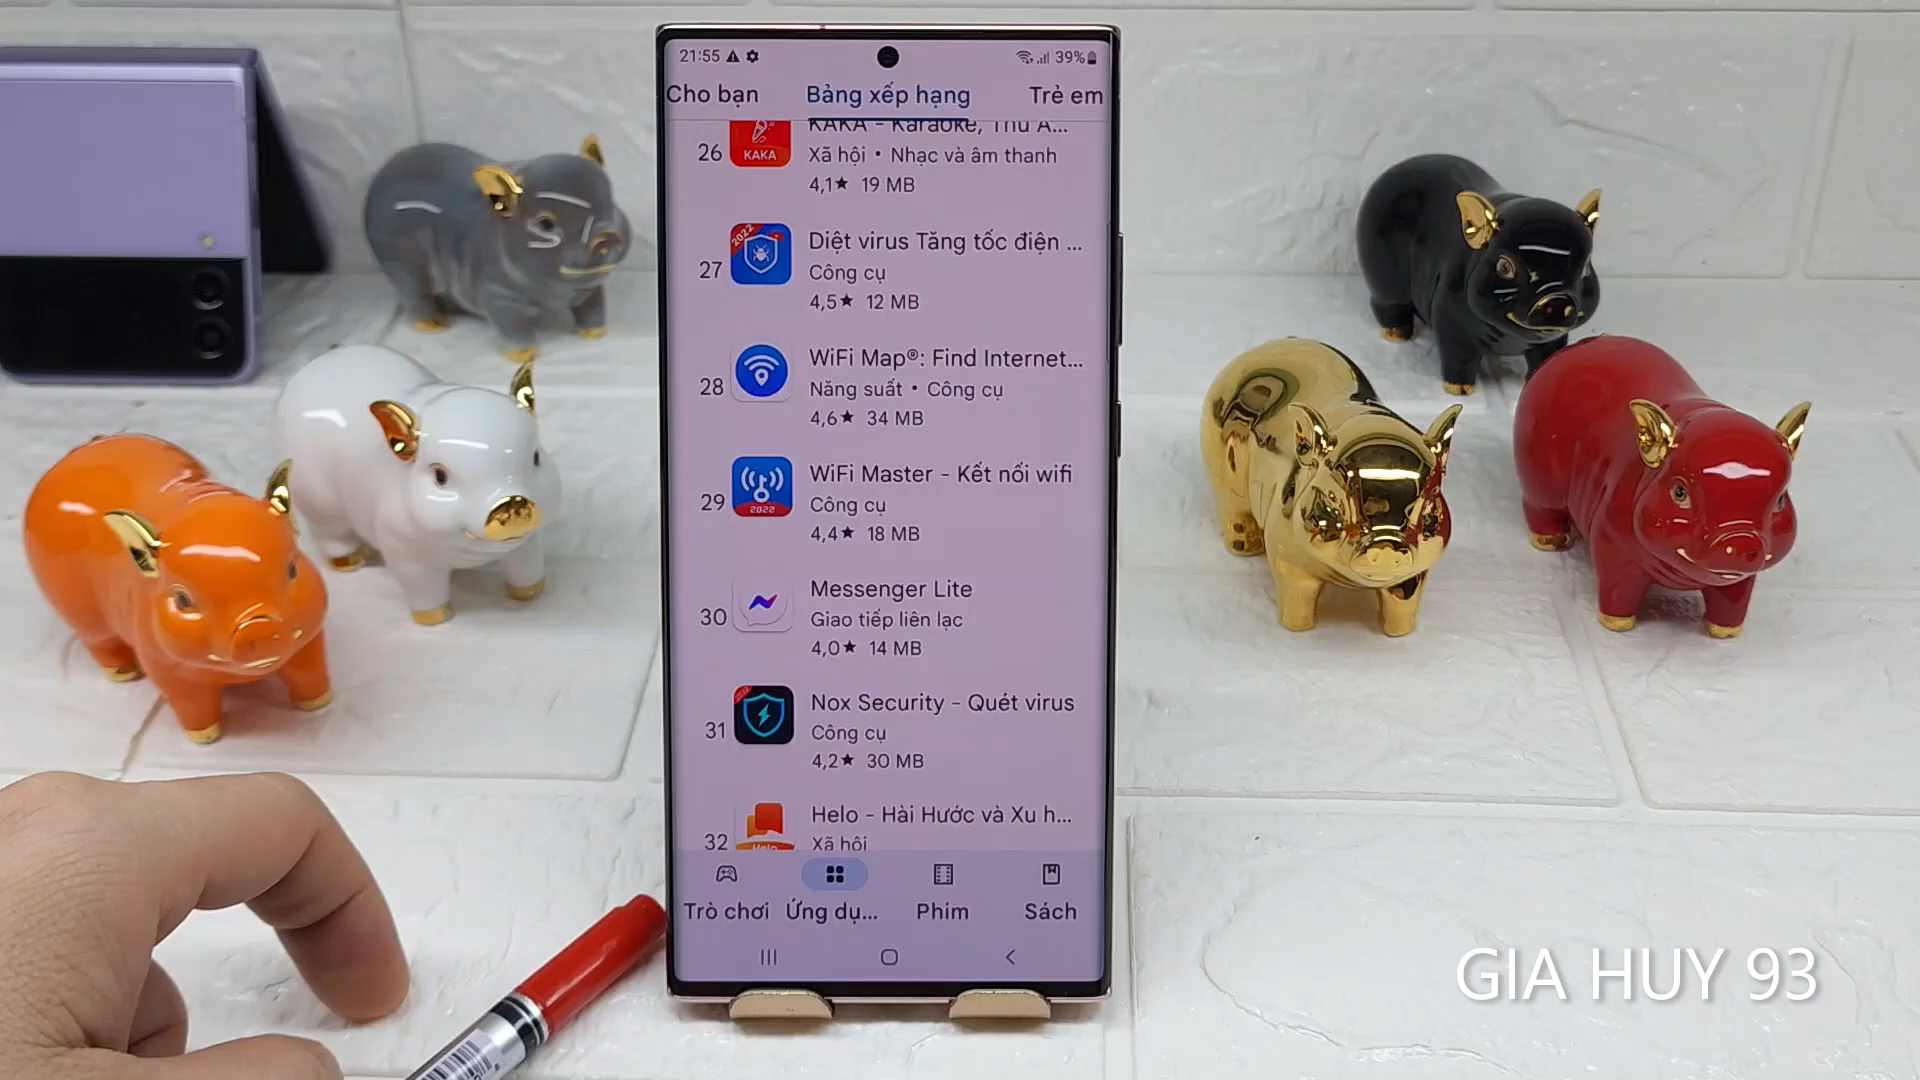 21:55 39%
Cho bạn Bảng xếp hạng Trẻ em
26 KAKA KAKA - Karaoke, Thu Â...
Xã hội • Nhạc và âm thanh
4,1★ 19 MB
27 2022 Diệt virus Tăng tốc điện ...
Công cụ
4,5★ 12 MB
28 WiFi Map®: Find Internet...
Năng suất • Công cụ
4,6★ 34 MB
29 2022 WiFi Master - Kết nối wifi
Công cụ
4,4★ 18 MB
30 Messenger Lite
Giao tiếp liên lạc
4,0★ 14 MB
31 2022 Nox Security - Quét virus
Công cụ
4,2★ 30 MB
32 Helo Helo - Hài Hước và Xu h...
Xã hội
Trò chơi Ứng dụ... Phim Sách
GIA HUY 93